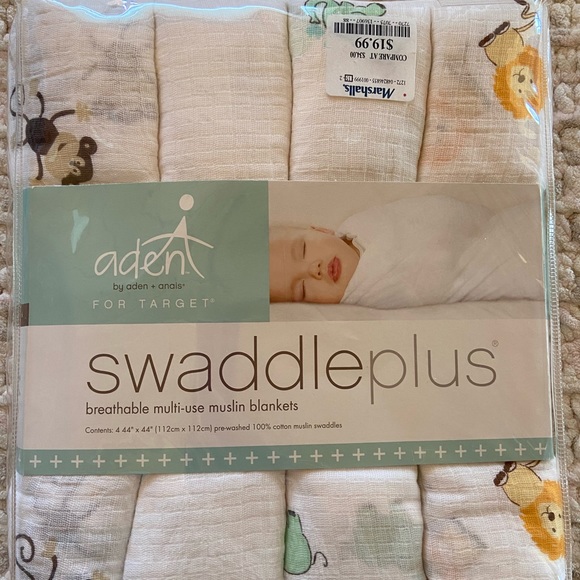 Marshalls.
COMPARE AT $34.00
$19.99
aden
by aden + anais®
FOR TARGET®
swaddleplus®
breathable multi-use muslin blankets
Contents: 4 44" x 44" (112cm x 112cm) pre-washed 100% cotton muslin swaddles